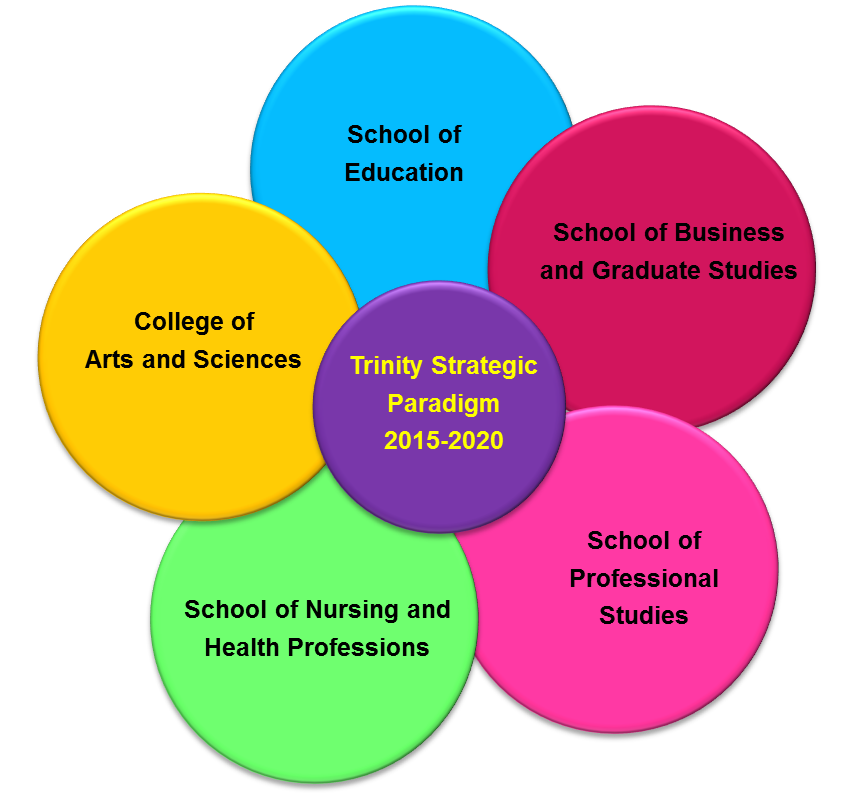 School of
Education
School of Business
and Graduate Studies
College of
Arts and Sciences
Trinity Strategic
Paradigm
2015-2020
School of
Professional
Studies
School of Nursing and
Health Professions